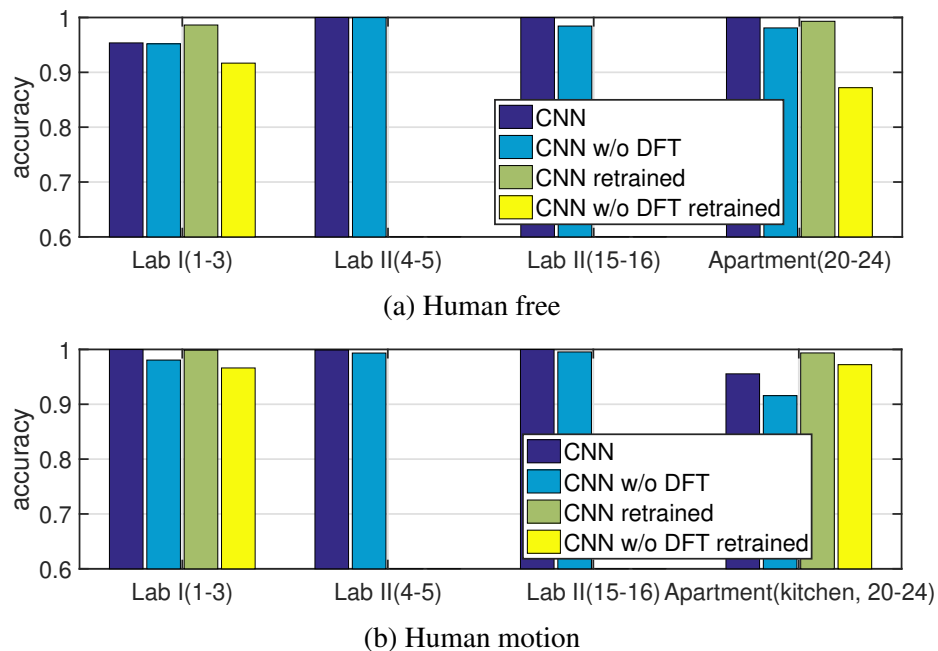 1
0.9
0.8
0.7
0.6
accuracy
CNN
CNN w/o DFT
CNN retrained
CNN w/o DFT retrained
Lab I(1-3) Lab II(4-5) Lab II(15-16) Apartment(20-24)
(a) Human free
1
0.9
0.8
0.7
0.6
accuracy
CNN
CNN w/o DFT
CNN retrained
CNN w/o DFT retrained
Lab I(1-3) Lab II(4-5) Lab II(15-16) Apartment(kitchen, 20-24)
(b) Human motion